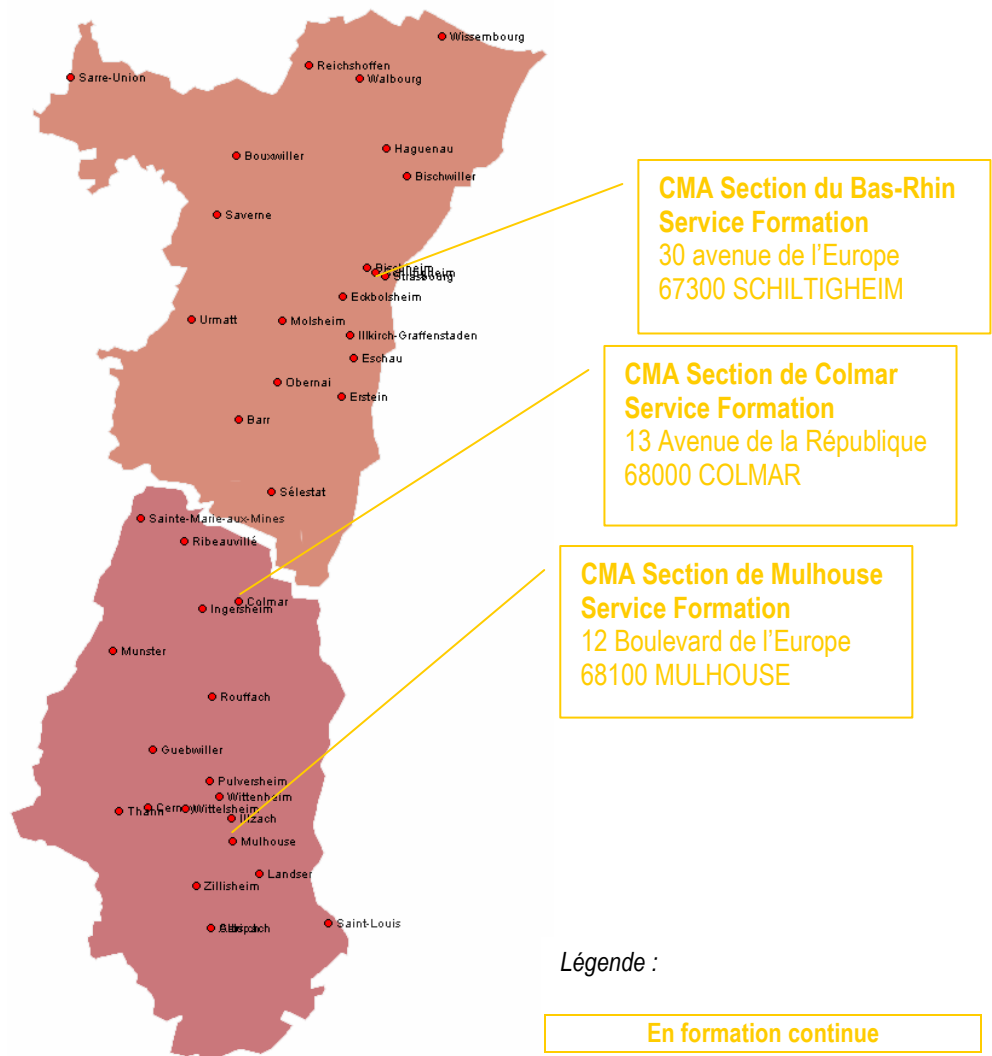 Wissembourg
Reichshoffen
Sarre-Union
Walbourg
Haguenau
Bouxwiller
Bischwiller
Saverne
Bischheim
Strasbourg
Eckbolsheim
Urmatt
Molsheim
Illkirch-Graffenstaden
Eschau
Obernai
Erstein
Barr
Sélestat
Sainte-Marie-aux-Mines
Ribeauvillé
Colmar
Ingersheim
Munster
Rouffach
Guebwiller
Pulversheim
Wittenheim
Cernay
Wittelsheim
Thann
Illzach
Mulhouse
Landser
Zillisheim
Saint-Louis
CMA Section du Bas-Rhin
Service Formation
30 avenue de l’Europe
67300 SCHILTIGHEIM
CMA Section de Colmar
Service Formation
13 Avenue de la République
68000 COLMAR
CMA Section de Mulhouse
Service Formation
12 Boulevard de l’Europe
68100 MULHOUSE
Légende :
En formation continue